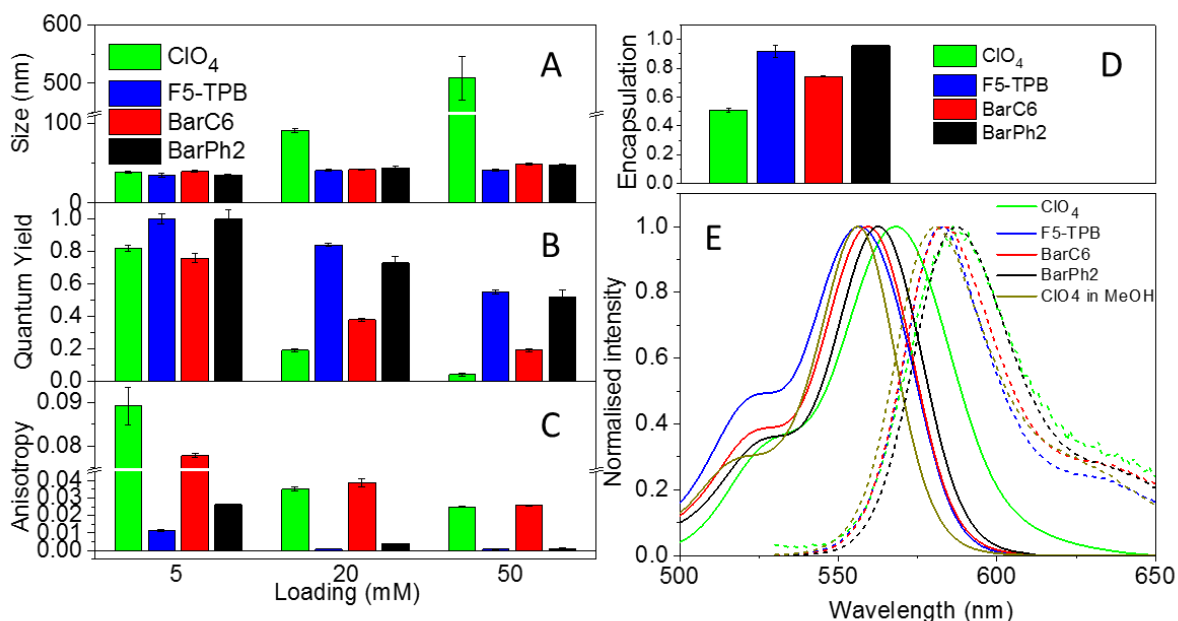 600
500
100
0
Size (nm)
A
ClO₄
F5-TPB
BarC6
BarPh2
1.0
0.8
0.6
0.4
0.2
0.0
Quantum Yield
B
0.09
0.08
0.04
0.03
0.02
0.01
0.00
Anisotropy
C
5 20 50
Loading (mM)
1.0
0.8
0.6
0.4
0.2
0.0
Encapsulation
D
ClO₄
F5-TPB
BarC6
BarPh2
1.0
0.8
0.6
0.4
0.2
0.0
Normalised intensity
E
ClO₄
F5-TPB
BarC6
BarPh2
ClO4 in MeOH
500 550 600 650
Wavelength (nm)